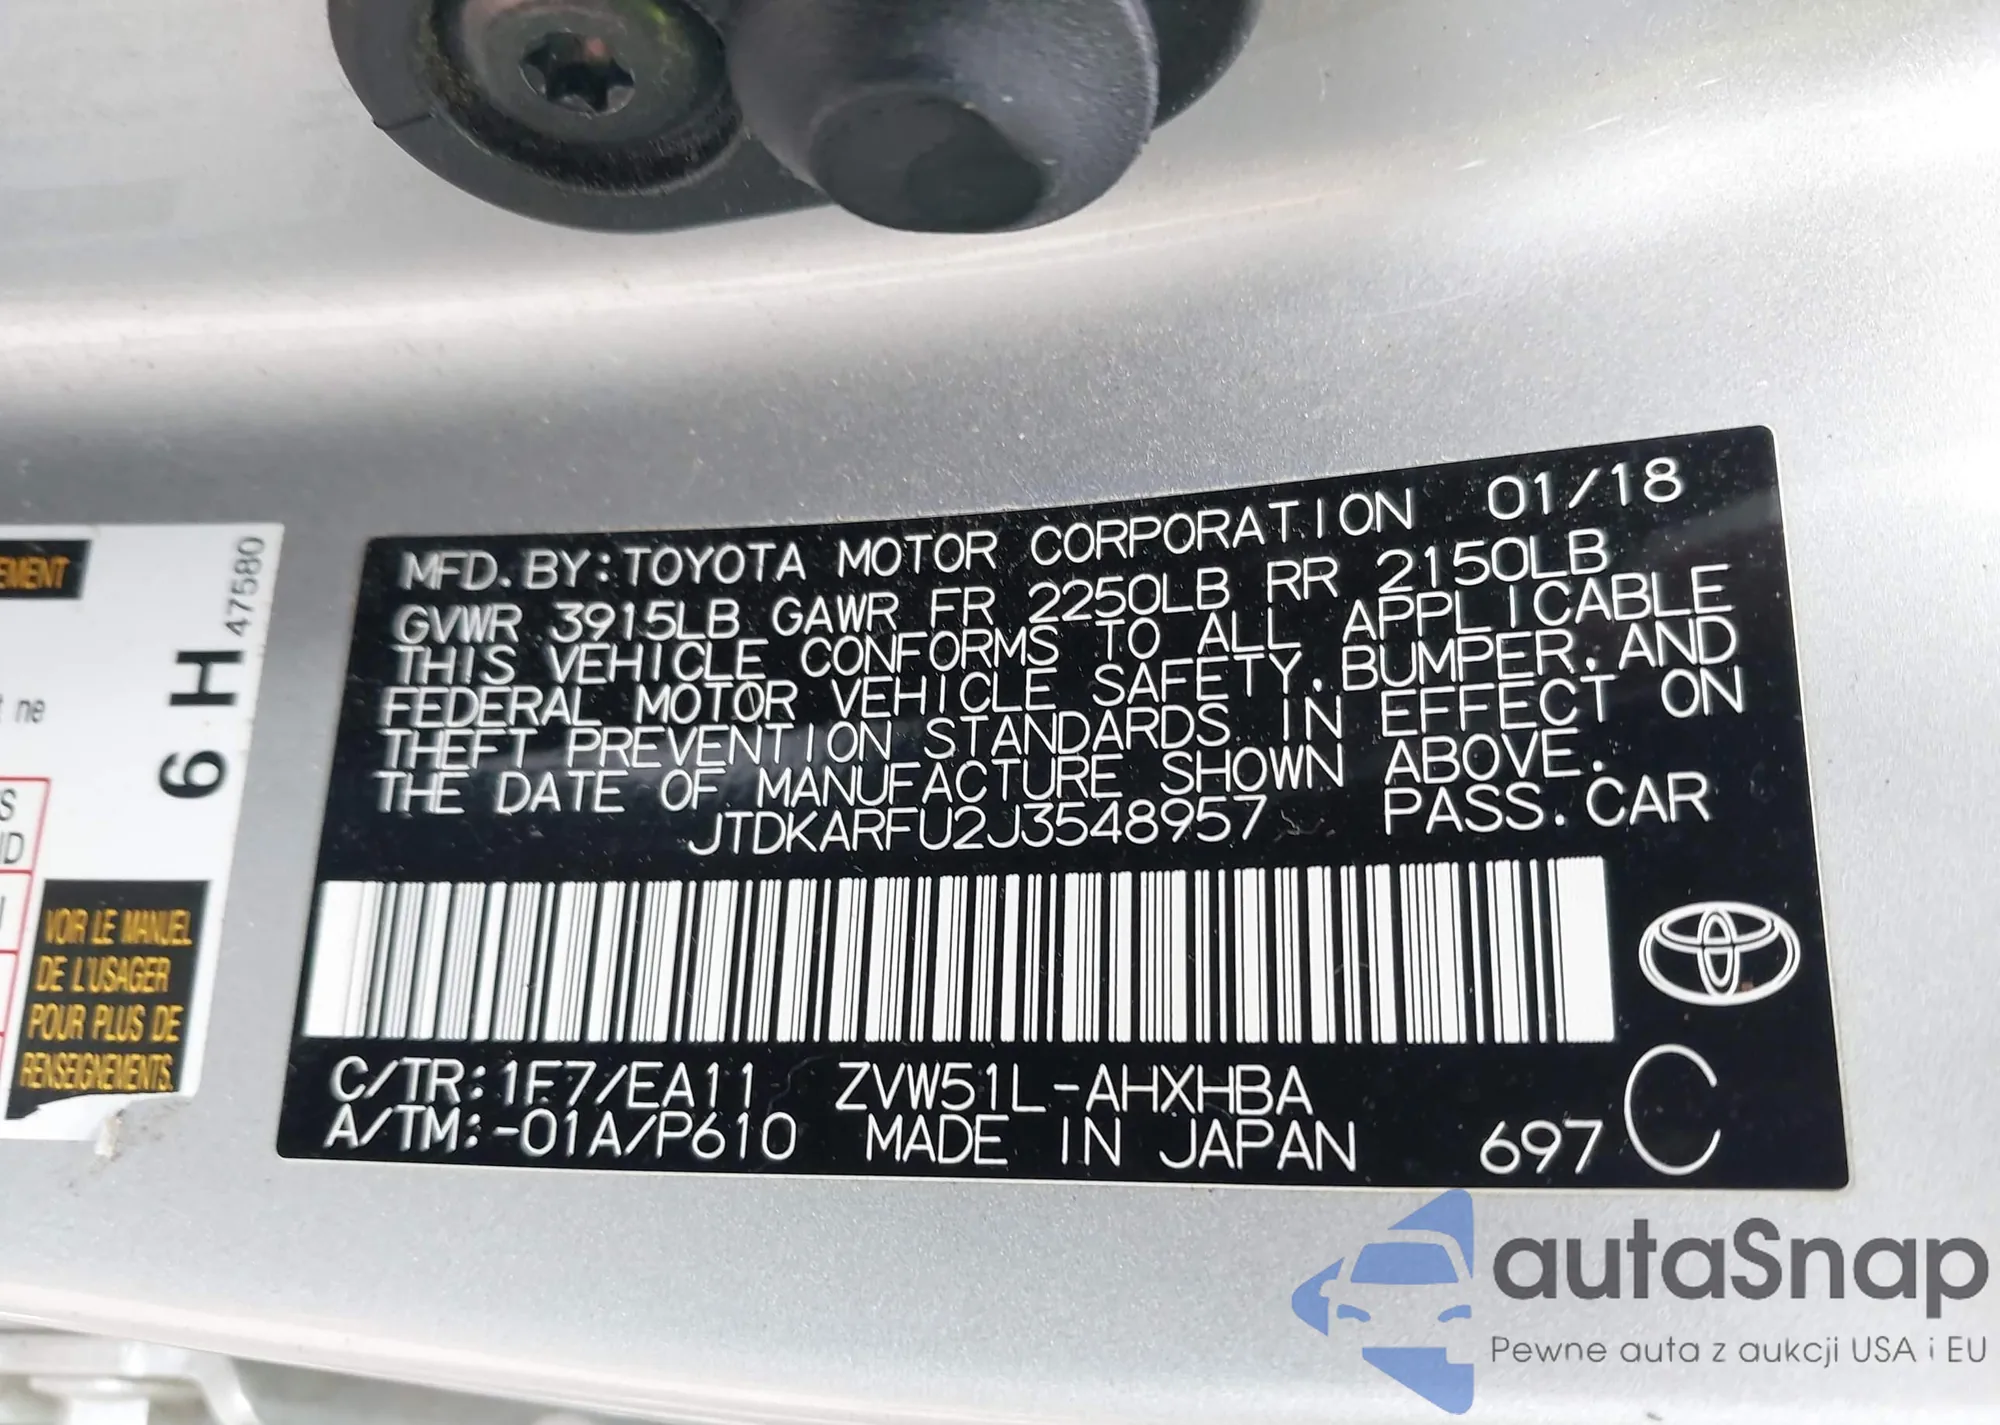 MFD. BY: TOYOTA MOTOR CORPORATION 01/18
GVWR 3915LB GAWR FR 2250LB RR 2150LB
THIS VEHICLE CONFORMS TO ALL APPLICABLE
FEDERAL MOTOR VEHICLE SAFETY. BUMPER. AND
THEFT PREVENTION STANDARDS IN EFFECT ON
THE DATE OF MANUFACTURE SHOWN ABOVE.
JTDKARFU2J3548957 PASS. CAR
C/TR: 1F7/EA11 ZVW51L-AHXHBA
A/TM: -01A/P610 MADE IN JAPAN 697 C
47580
6 H
ne
VOIR LE MANUEL
DE L'USAGER
POUR PLUS DE
RENSEIGNEMENTS.
autaSnap
Pewne auta z aukcji USA i EU